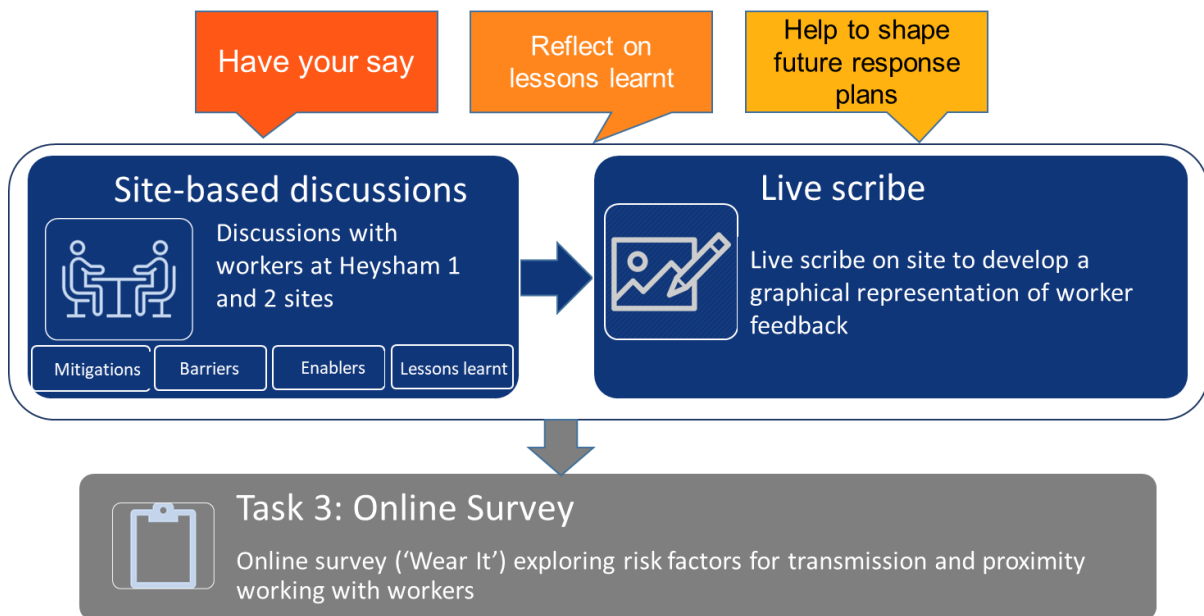 Have your say
Reflect on
lessons learnt
Help to shape
future response
plans
Site-based discussions
Discussions with
workers at Heysham 1
and 2 sites
Mitigations
Barriers
Enablers
Lessons learnt
Live scribe
Live scribe on site to develop a
graphical representation of worker
feedback
Task 3: Online Survey
Online survey (‘Wear It’) exploring risk factors for transmission and proximity
working with workers